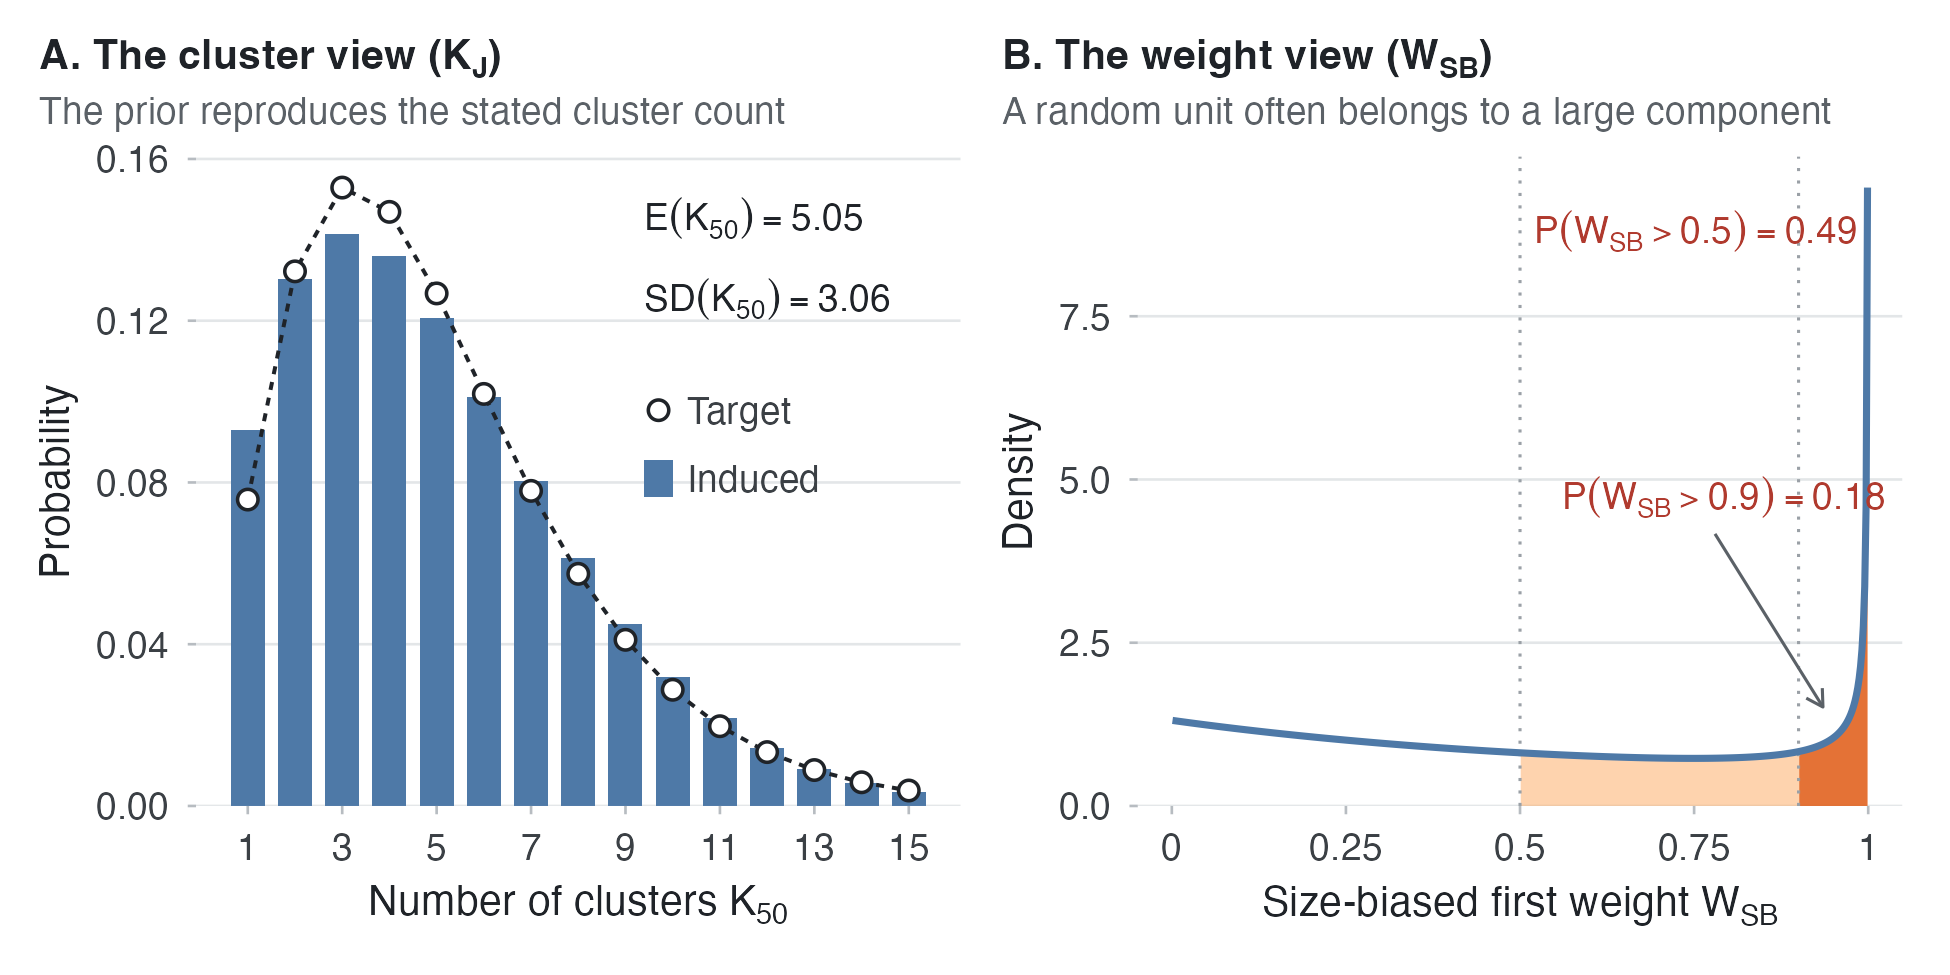 A. The cluster view (K_J)
The prior reproduces the stated cluster count
0.16
0.12
0.08
0.04
0.00
Probability
E(K_50) = 5.05
SD(K_50) = 3.06
Target
Induced
1 3 5 7 9 11 13 15
Number of clusters K_50
B. The weight view (W_SB)
A random unit often belongs to a large component
7.5
5.0
2.5
0.0
Density
P(W_SB > 0.5) = 0.49
P(W_SB > 0.9) = 0.18
0 0.25 0.5 0.75 1
Size-biased first weight W_SB